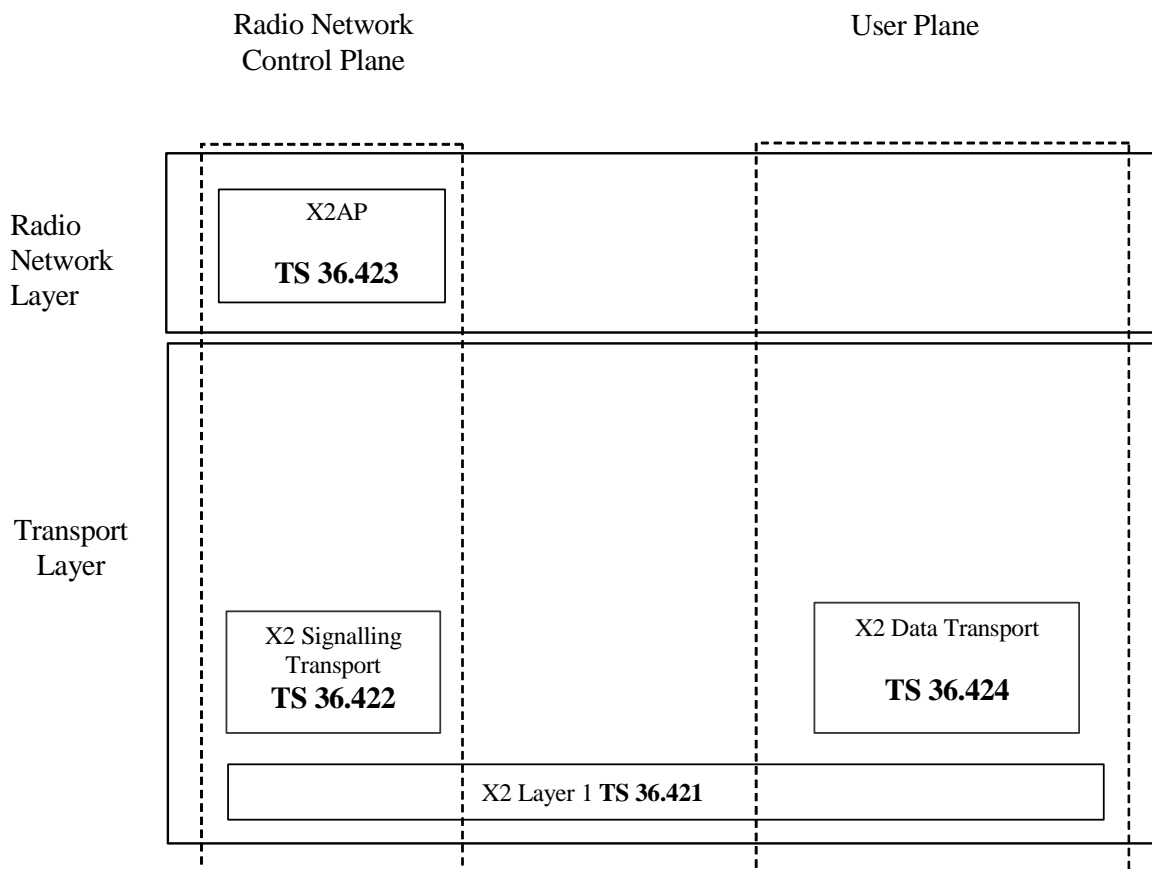 Radio Network
Control Plane
User Plane
Radio
Network
Layer
X2AP
TS 36.423
Transport
Layer
X2 Signalling
Transport
TS 36.422
X2 Data Transport
TS 36.424
X2 Layer 1 TS 36.421